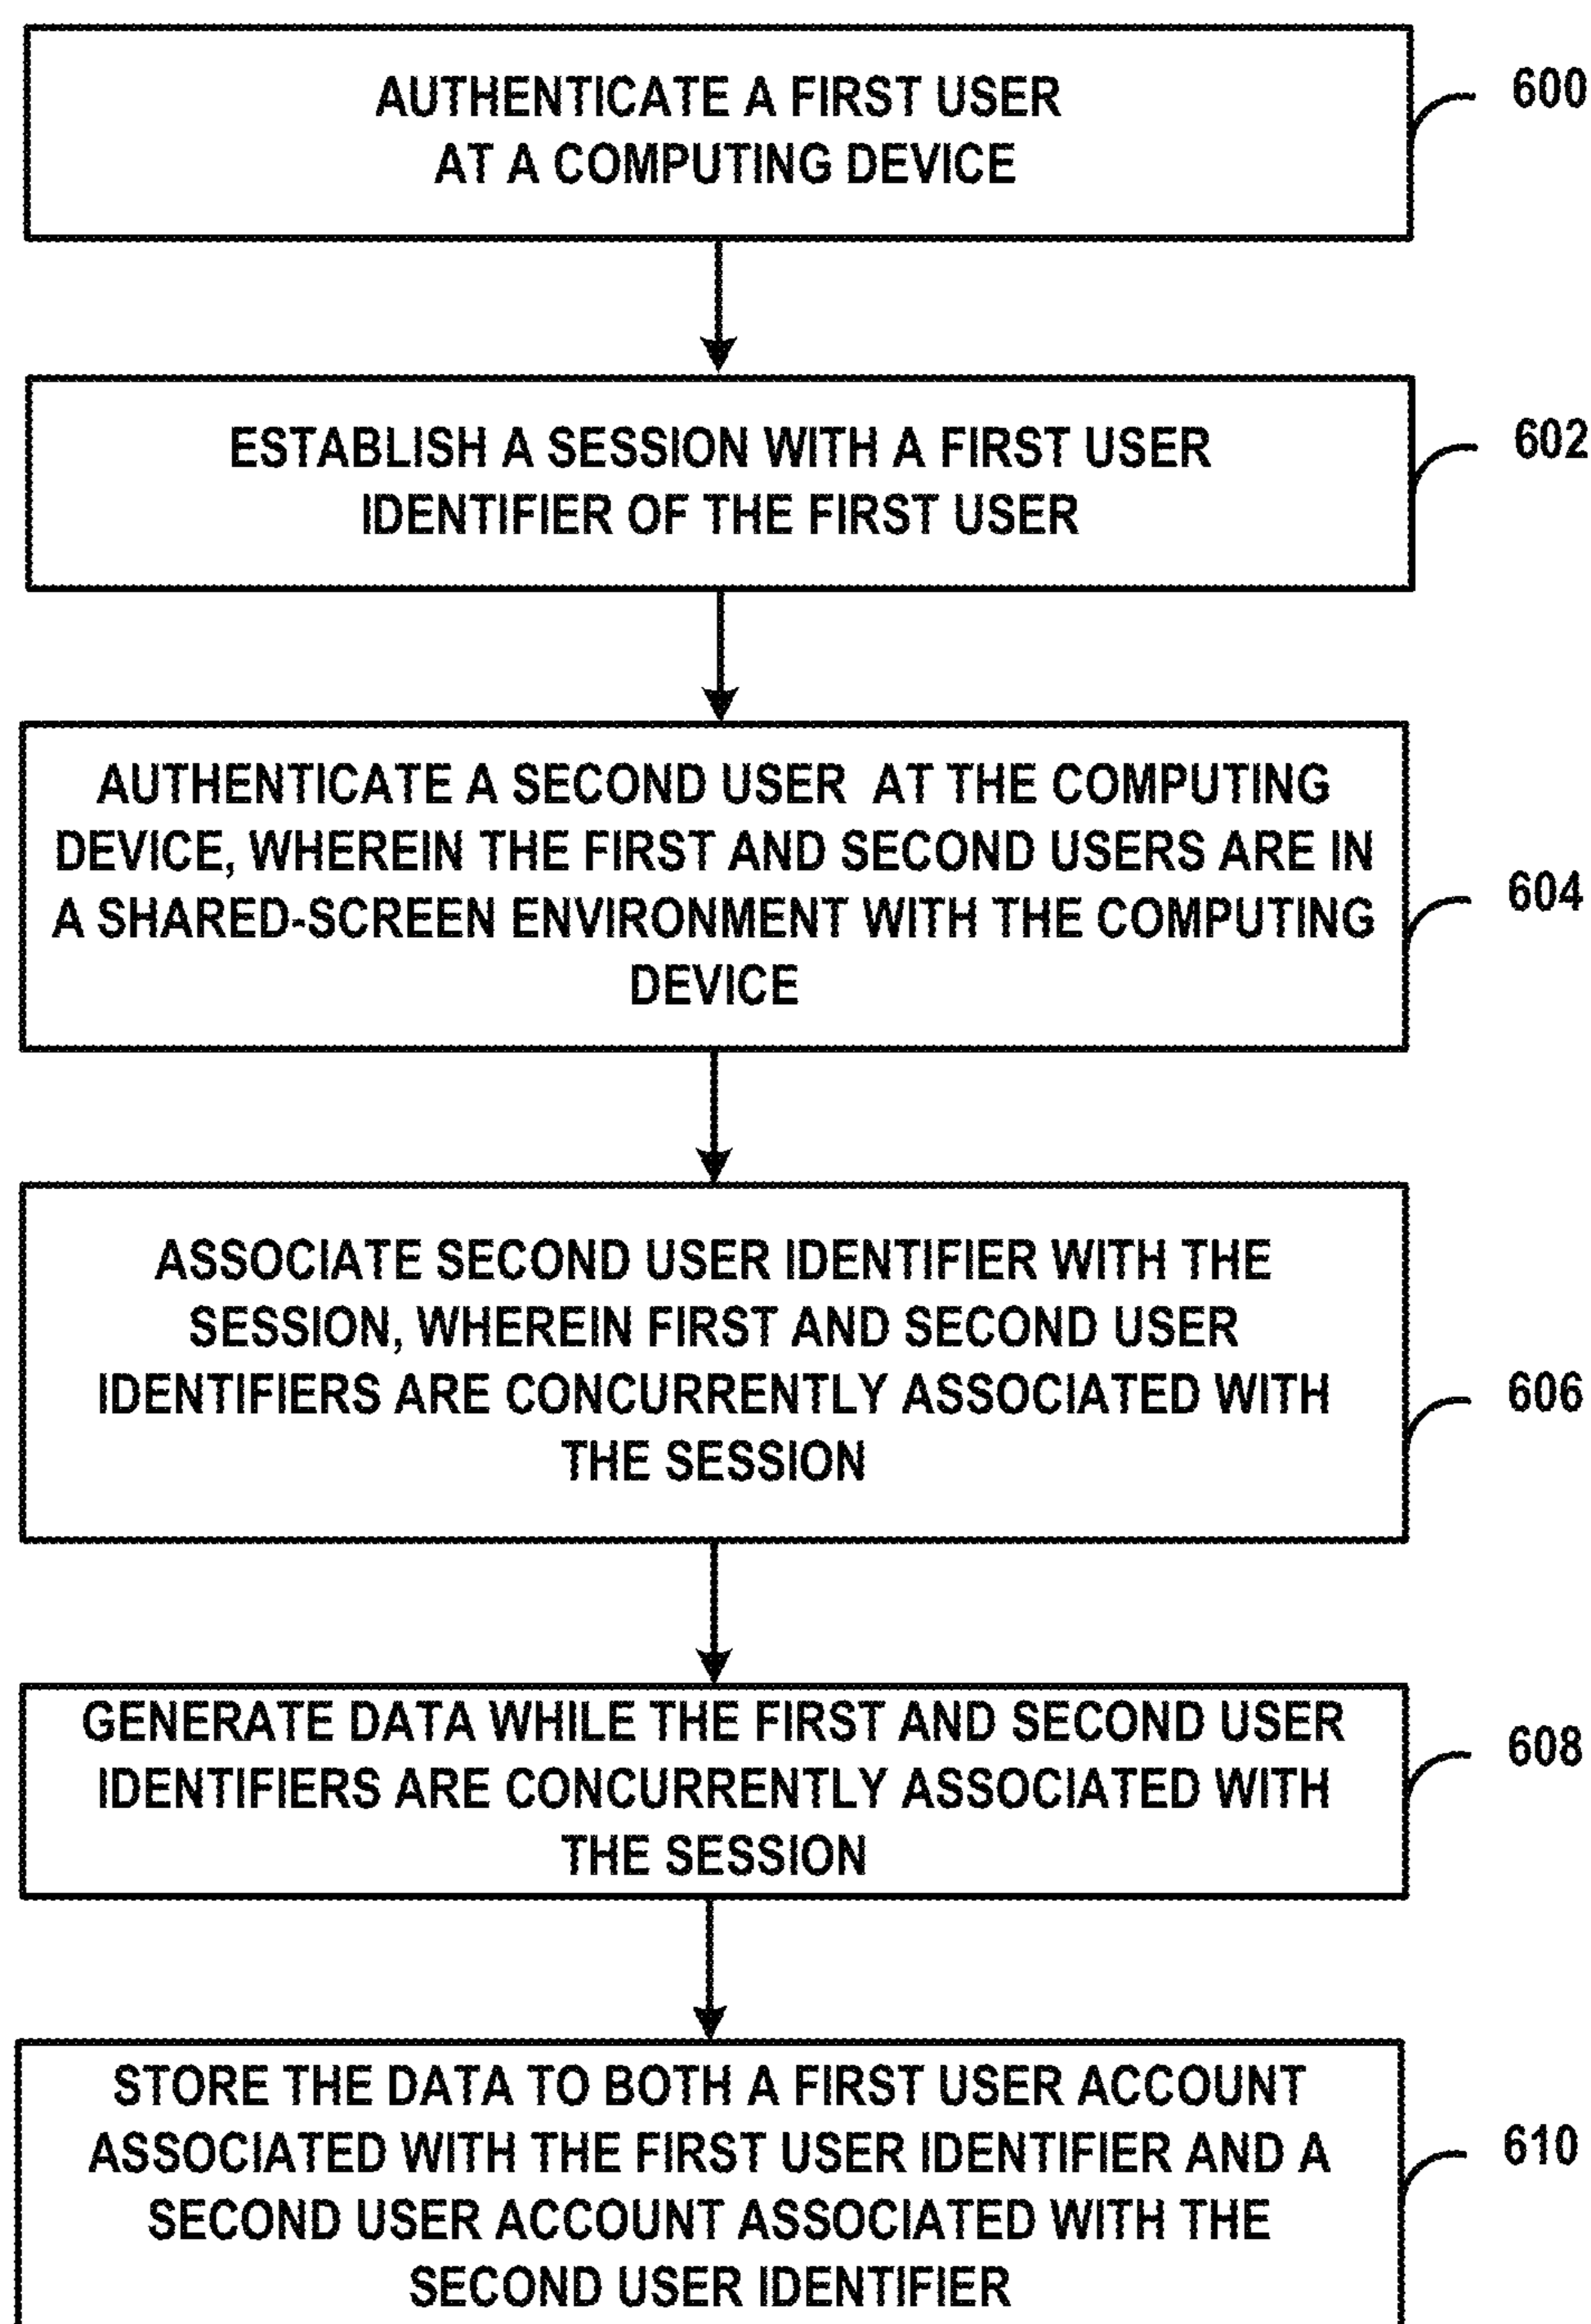 AUTHENTICATE A FIRST USER
AT A COMPUTING DEVICE
600
ESTABLISH A SESSION WITH A FIRST USER
IDENTIFIER OF THE FIRST USER
602
AUTHENTICATE A SECOND USER AT THE COMPUTING
DEVICE, WHEREIN THE FIRST AND SECOND USERS ARE IN
A SHARED-SCREEN ENVIRONMENT WITH THE COMPUTING
DEVICE
604
ASSOCIATE SECOND USER IDENTIFIER WITH THE
SESSION, WHEREIN FIRST AND SECOND USER
IDENTIFIERS ARE CONCURRENTLY ASSOCIATED WITH
THE SESSION
606
GENERATE DATA WHILE THE FIRST AND SECOND USER
IDENTIFIERS ARE CONCURRENTLY ASSOCIATED WITH
THE SESSION
608
STORE THE DATA TO BOTH A FIRST USER ACCOUNT
ASSOCIATED WITH THE FIRST USER IDENTIFIER AND A
SECOND USER ACCOUNT ASSOCIATED WITH THE
SECOND USER IDENTIFIER
610